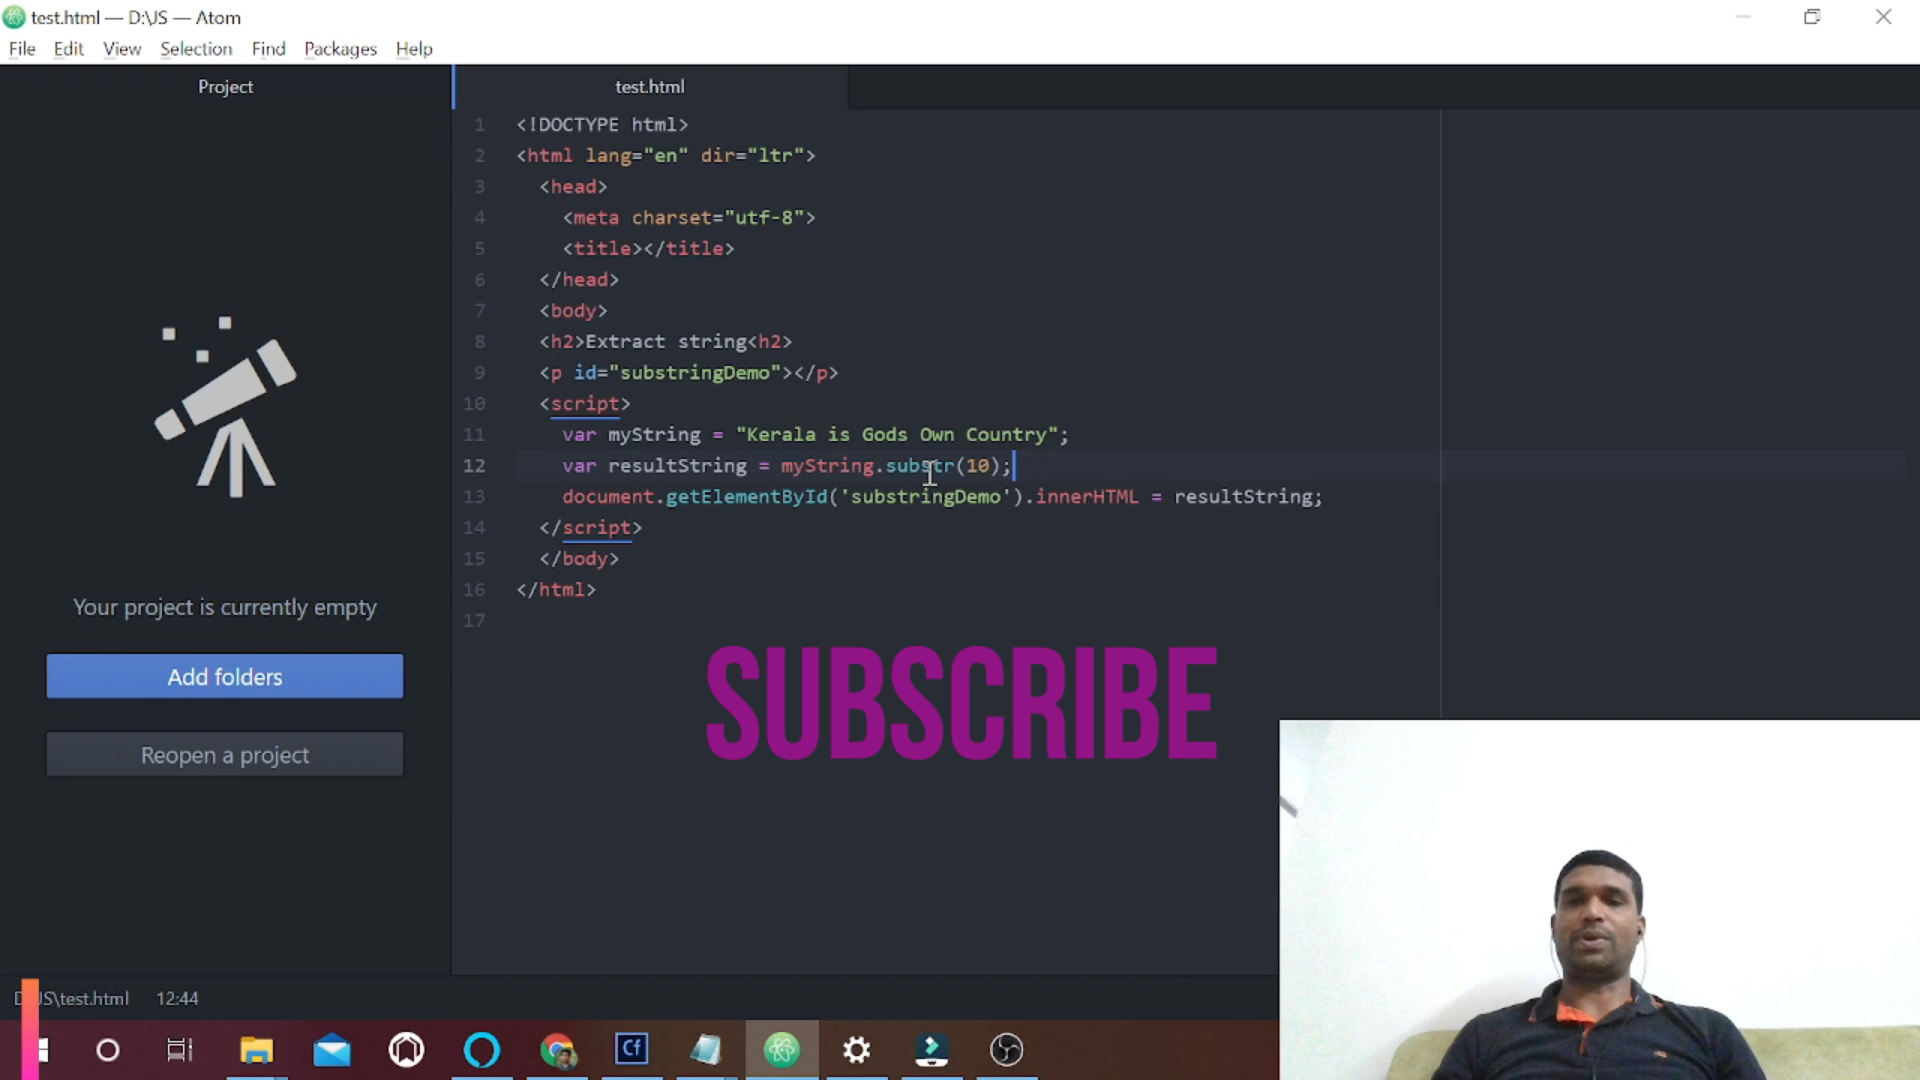 test.html — D:\JS — Atom
File Edit View Selection Find Packages Help
Project
test.html
1 <!DOCTYPE html>
2 <html lang="en" dir="ltr">
3 <head>
4 <meta charset="utf-8">
5 <title></title>
6 </head>
7 <body>
8 <h2>Extract string<h2>
9 <p id="substringDemo"></p>
10 <script>
11 var myString = "Kerala is Gods Own Country";
12 var resultString = myString.substr(10);
13 document.getElementById('substringDemo').innerHTML = resultString;
14 </script>
15 </body>
16 </html>
17
Your project is currently empty
Add folders
Reopen a project
SUBSCRIBE
JS\test.html 12:44
Cf